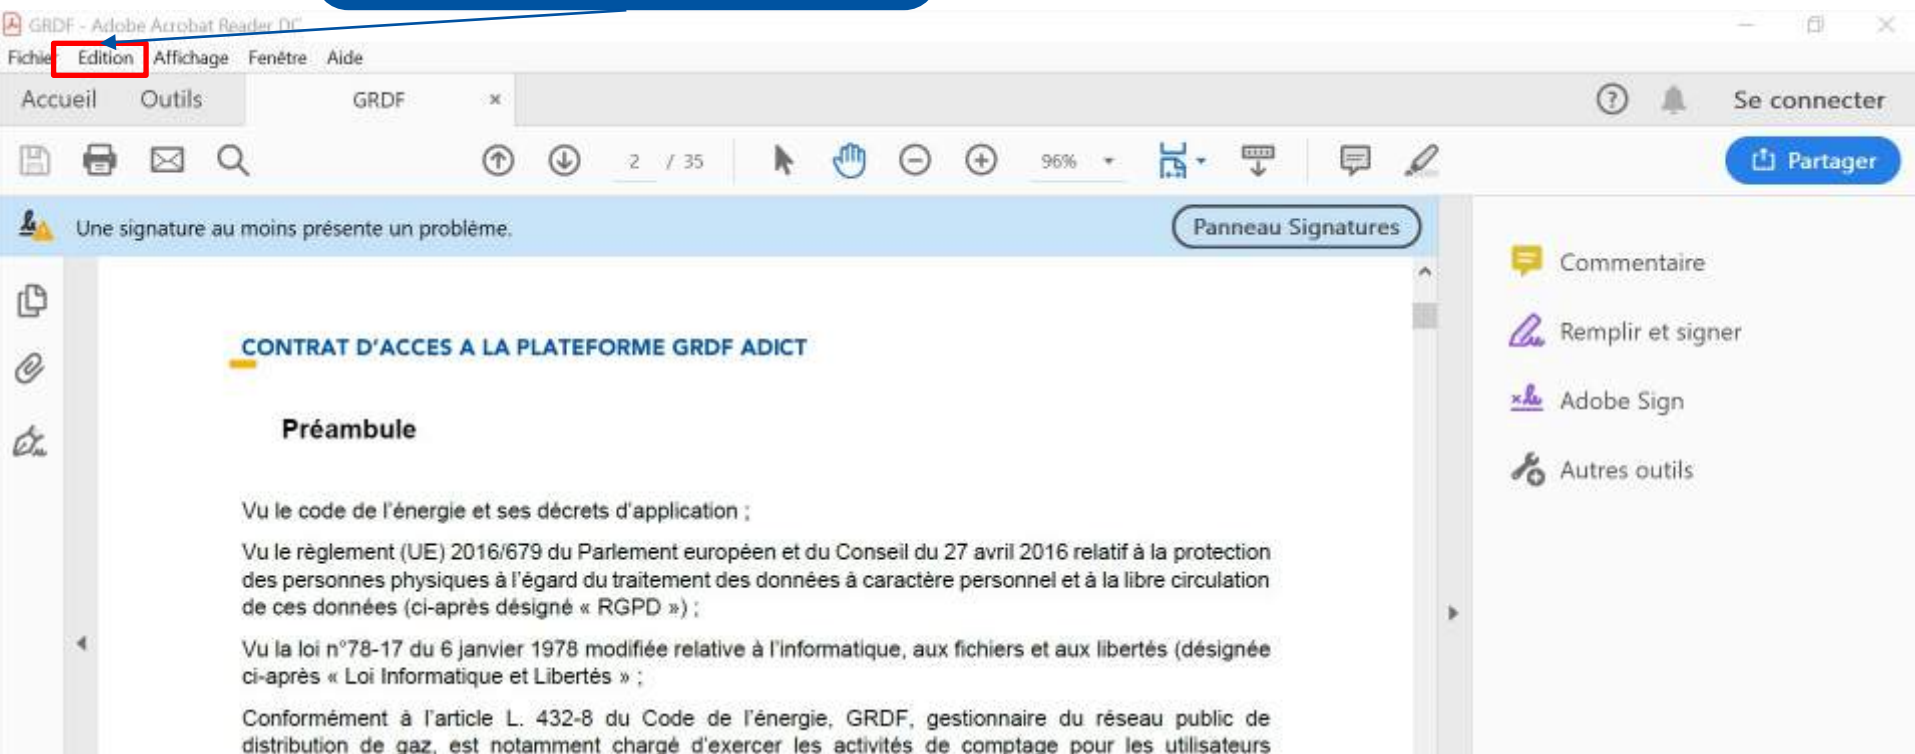 GRDF - Adobe Acrobat Reader DC
Fichier Edition Affichage Fenêtre Aide
Accueil Outils GRDF × ? Se connecter
2 / 35 96% Partager
Une signature au moins présente un problème. Panneau Signatures
Commentaire
Remplir et signer
Adobe Sign
Autres outils
CONTRAT D'ACCES A LA PLATEFORME GRDF ADICT
Préambule
Vu le code de l'énergie et ses décrets d'application ;
Vu le règlement (UE) 2016/679 du Parlement européen et du Conseil du 27 avril 2016 relatif à la protection
des personnes physiques à l'égard du traitement des données à caractère personnel et à la libre circulation
de ces données (ci-après désigné « RGPD ») ;
Vu la loi n°78-17 du 6 janvier 1978 modifiée relative à l'informatique, aux fichiers et aux libertés (désignée
ci-après « Loi Informatique et Libertés » ;
Conformément à l'article L. 432-8 du Code de l'énergie, GRDF, gestionnaire du réseau public de
distribution de gaz, est notamment chargé d'exercer les activités de comptage pour les utilisateurs